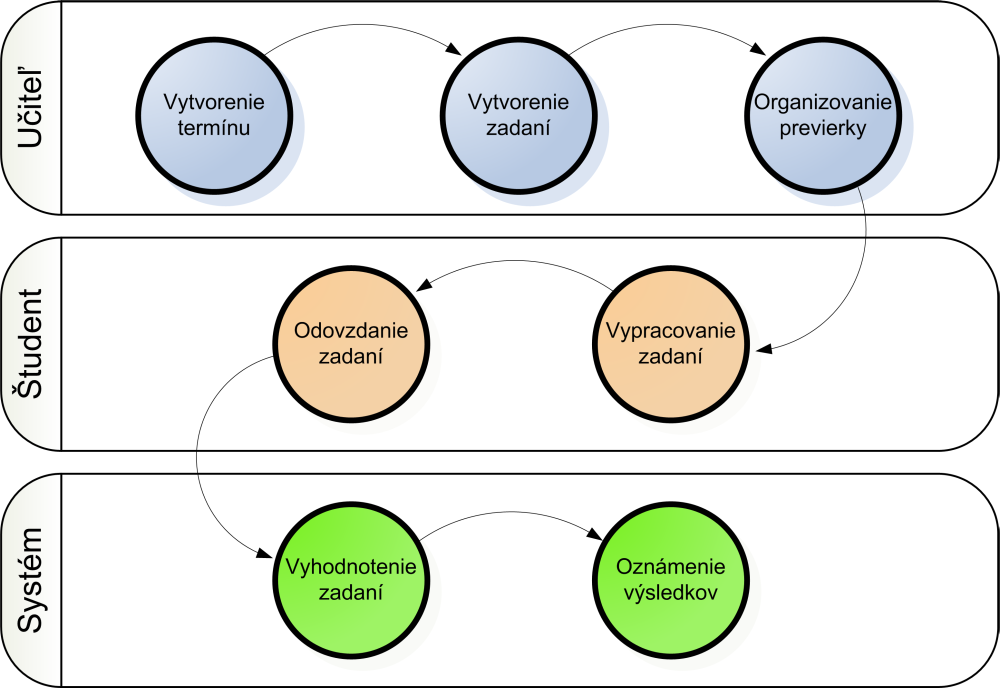 Učiteľ
Vytvorenie
termínu
Vytvorenie
zadaní
Organizovanie
previerky
Študent
Odovzdanie
zadaní
Vypracovanie
zadaní
Systém
Vyhodnotenie
zadaní
Oznámenie
výsledkov